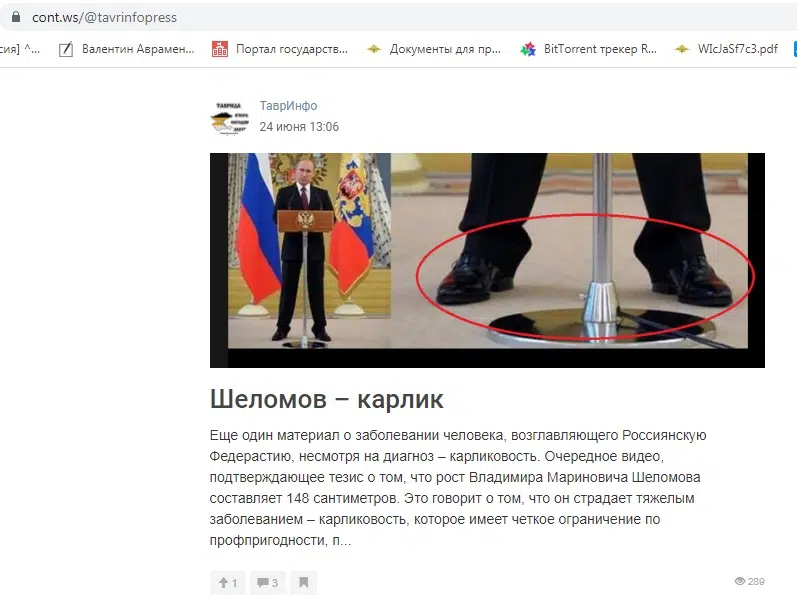 cont.ws/@tavrinfopress
сия] ^... Валентин Аврамен... Портал государств... Документы для пр... BitTorrent трекер R... WIcJaSf7c3.pdf
ТАВРИДА
ТаврИнфо
24 июня 13:06
Шеломов – карлик
Еще один материал о заболевании человека, возглавляющего Россиянскую
Федерастию, несмотря на диагноз – карликовость. Очередное видео,
подтверждающее тезис о том, что рост Владимира Мариновича Шеломова
составляет 148 сантиметров. Это говорит о том, что он страдает тяжелым
заболеванием – карликовость, которое имеет четкое ограничение по
профпригодности, п...
1 3 289